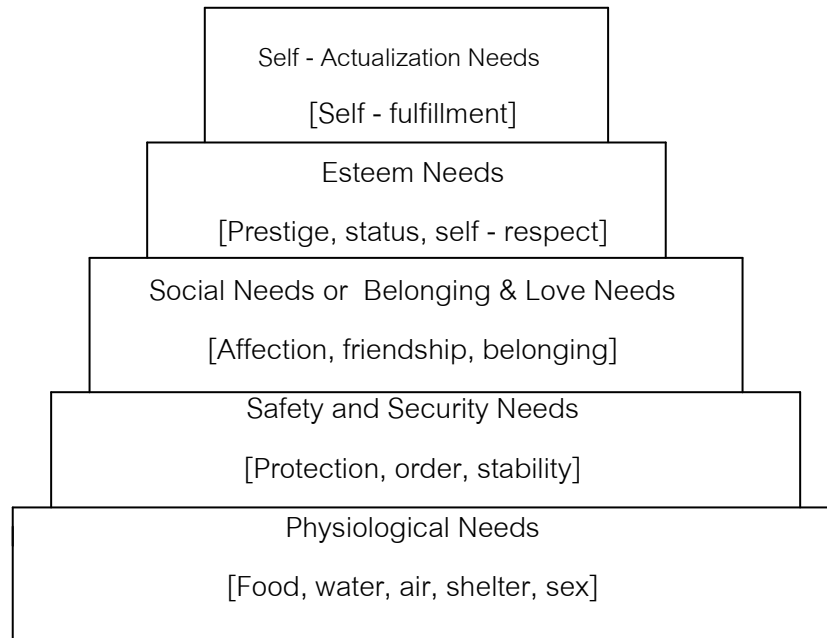 Self - Actualization Needs
[Self - fulfillment]
Esteem Needs
[Prestige, status, self - respect]
Social Needs or  Belonging & Love Needs
[Affection, friendship, belonging]
Safety and Security Needs
[Protection, order, stability]
Physiological Needs
[Food, water, air, shelter, sex]